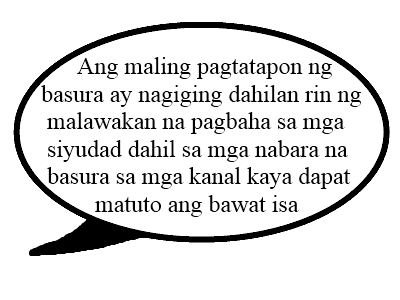 Ang maling pagtatapon ng
basura ay nagiging dahilan rin ng
malawakan na pagbaha sa mga
siyudad dahil sa mga nabara na
basura sa mga kanal kaya dapat
matuto ang bawat isa